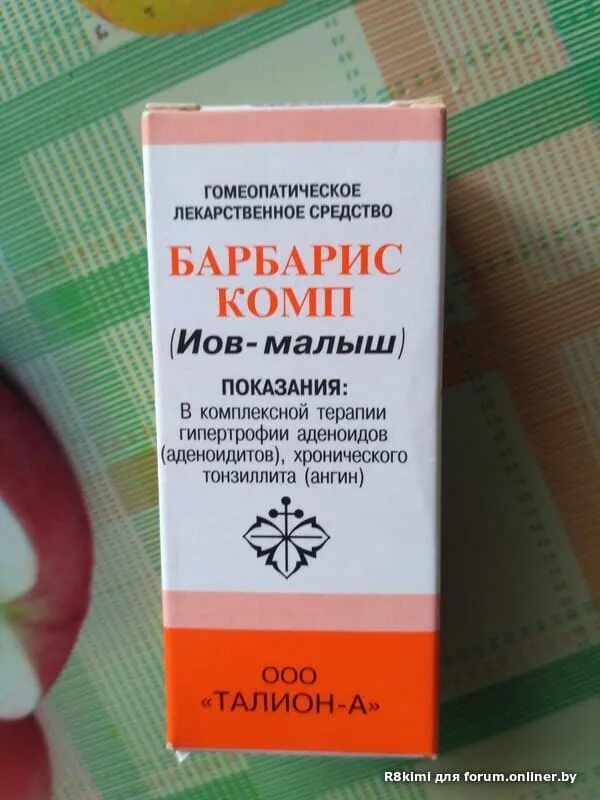 ГОМЕОПАТИЧЕСКОЕ
ЛЕКАРСТВЕННОЕ СРЕДСТВО
БАРБАРИС
КОМП
(Иов-малыш)
ПОКАЗАНИЯ:
В комплексной терапии
гипертрофии аденоидов
(аденоидитов), хронического
тонзиллита (ангин)
ООО
«ТАЛИОН-А»
R8kimi для forum.onliner.by